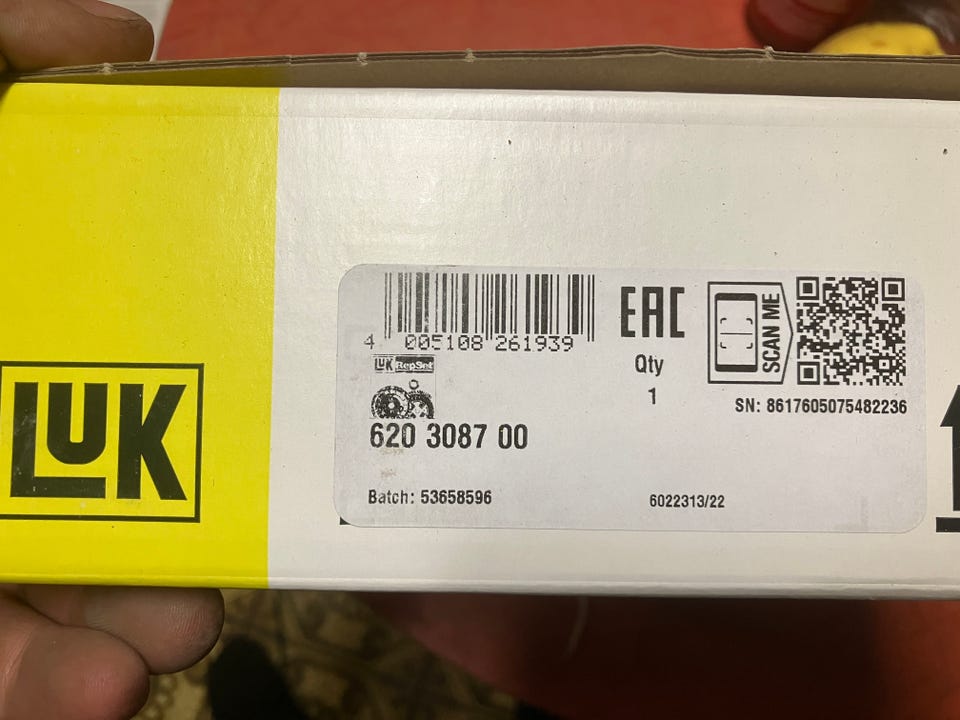 LUK
4 005108 261939
EAC
SCAN ME
LUK RepSet
Qty
1
SN: 8617605075482236
620 3087 00
Batch: 53658596
6022313/22